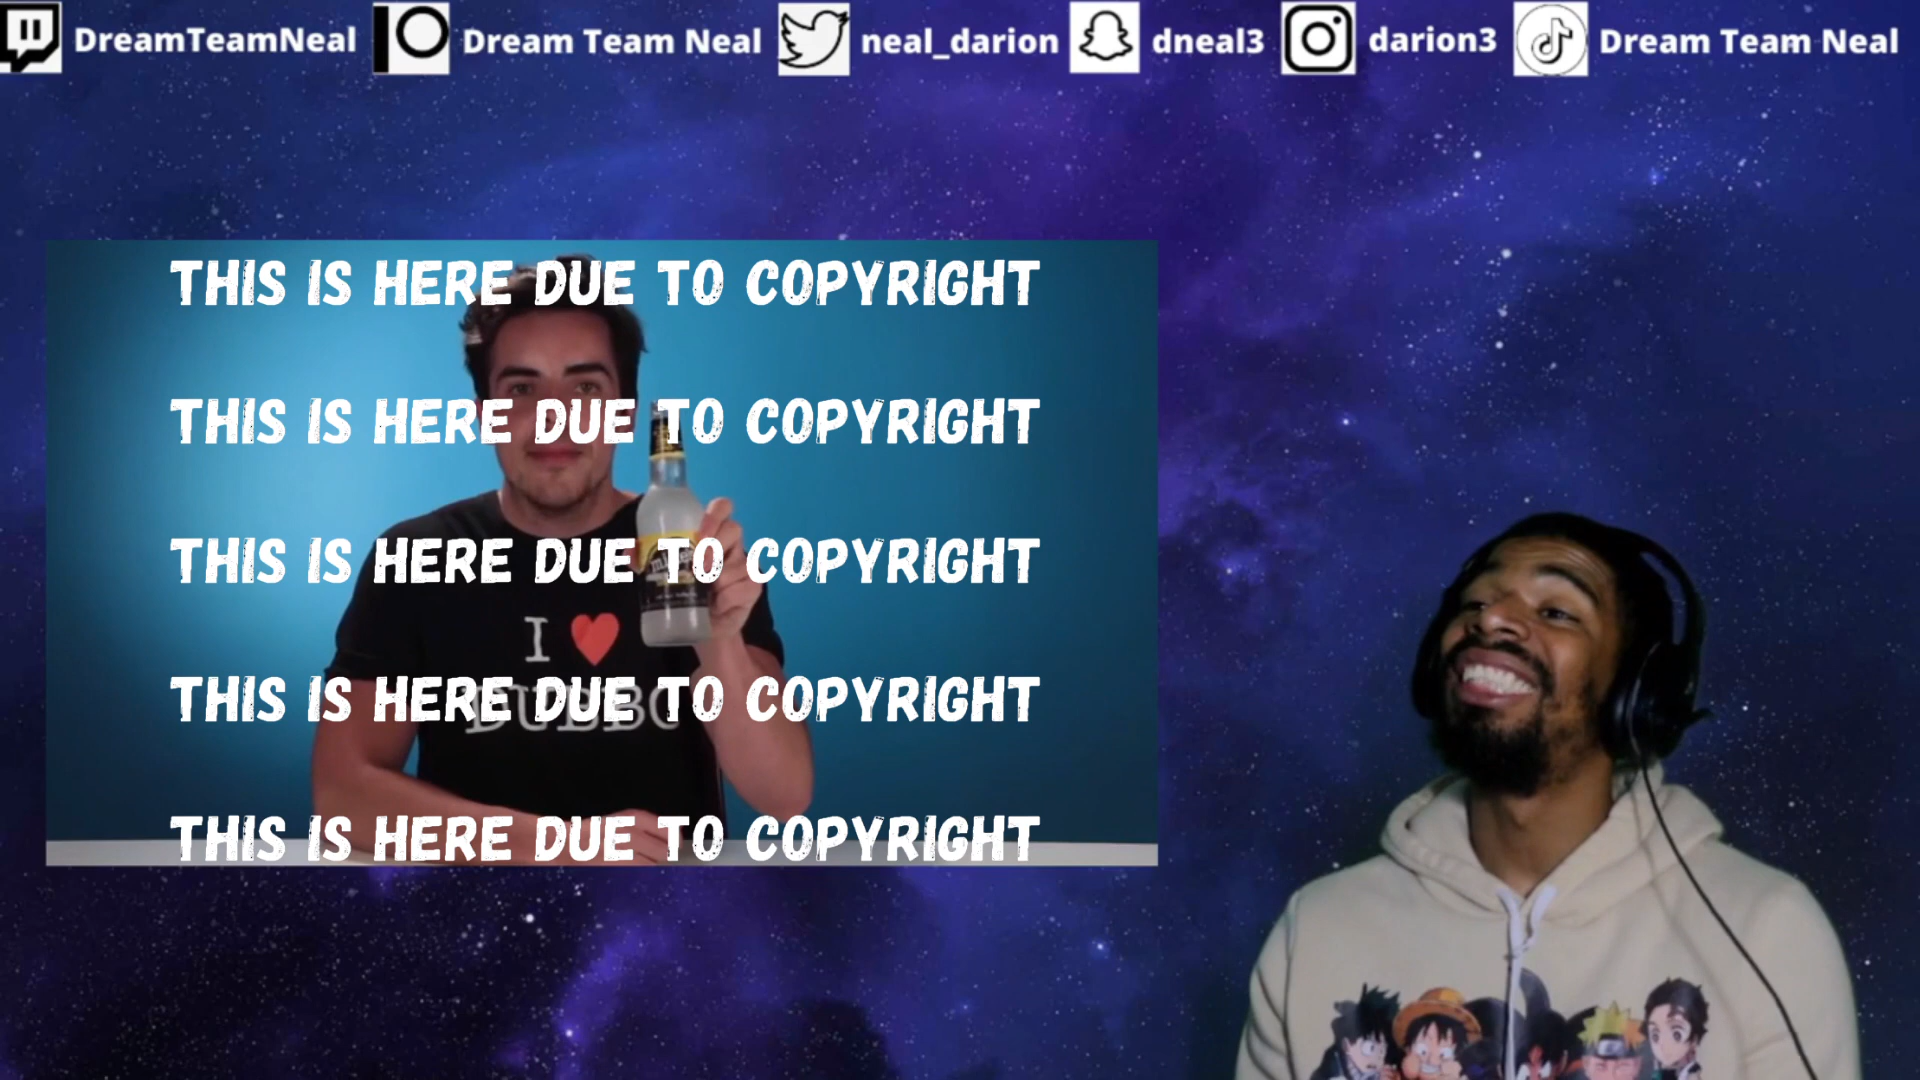 DreamTeamNeal Dream Team Neal neal_darion dneal3 darion3 Dream Team Neal
THIS IS HERE DUE TO COPYRIGHT
THIS IS HERE DUE TO COPYRIGHT
THIS IS HERE DUE TO COPYRIGHT
I ❤
THIS IS HERE DUE TO COPYRIGHT
THIS IS HERE DUE TO COPYRIGHT